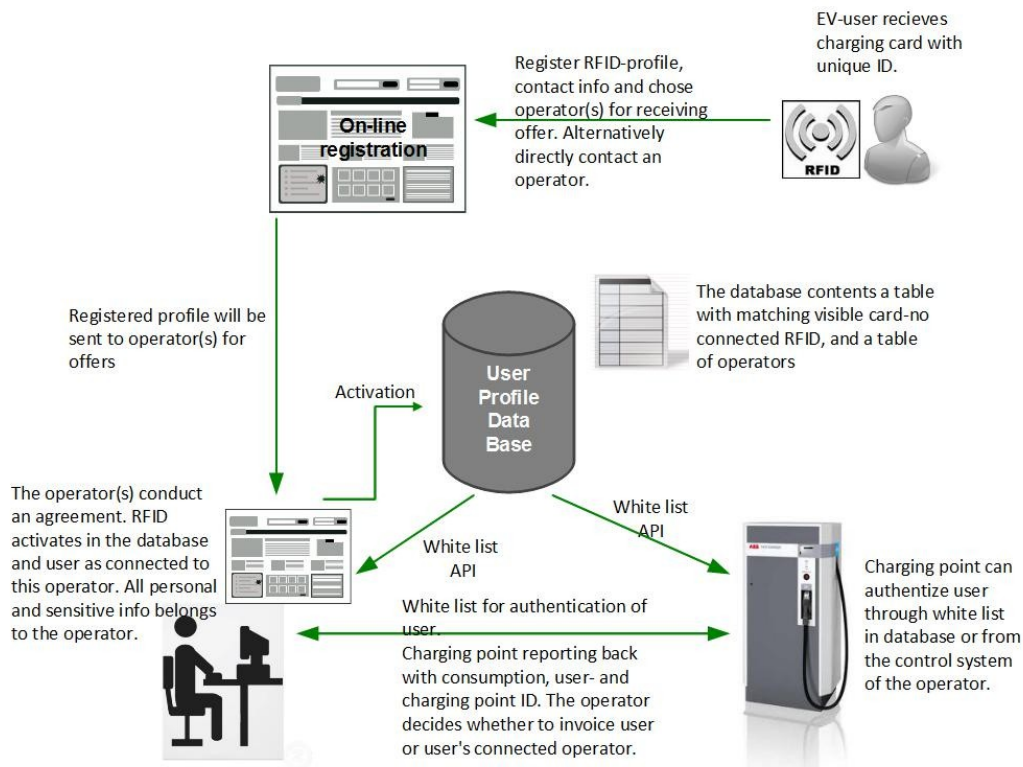 EV-user recieves
charging card with
unique ID.
RFID
Register RFID-profile,
contact info and chose
operator(s) for receiving
offer. Alternatively
directly contact an
operator.
On-line
registration
Registered profile will be
sent to operator(s) for
offers
Activation
User
Profile
Data
Base
The database contents a table
with matching visible card-no
connected RFID, and a table
of operators
The operator(s) conduct
an agreement. RFID
activates in the database
and user as connected to
this operator. All personal
and sensitive info belongs
to the operator.
White list
API
White list
API
White list for authentication of
user.
Charging point reporting back
with consumption, user- and
charging point ID. The operator
decides whether to invoice user
or user's connected operator.
ABB
Charging point can
authentize user
through white list
in database or from
the control system
of the operator.